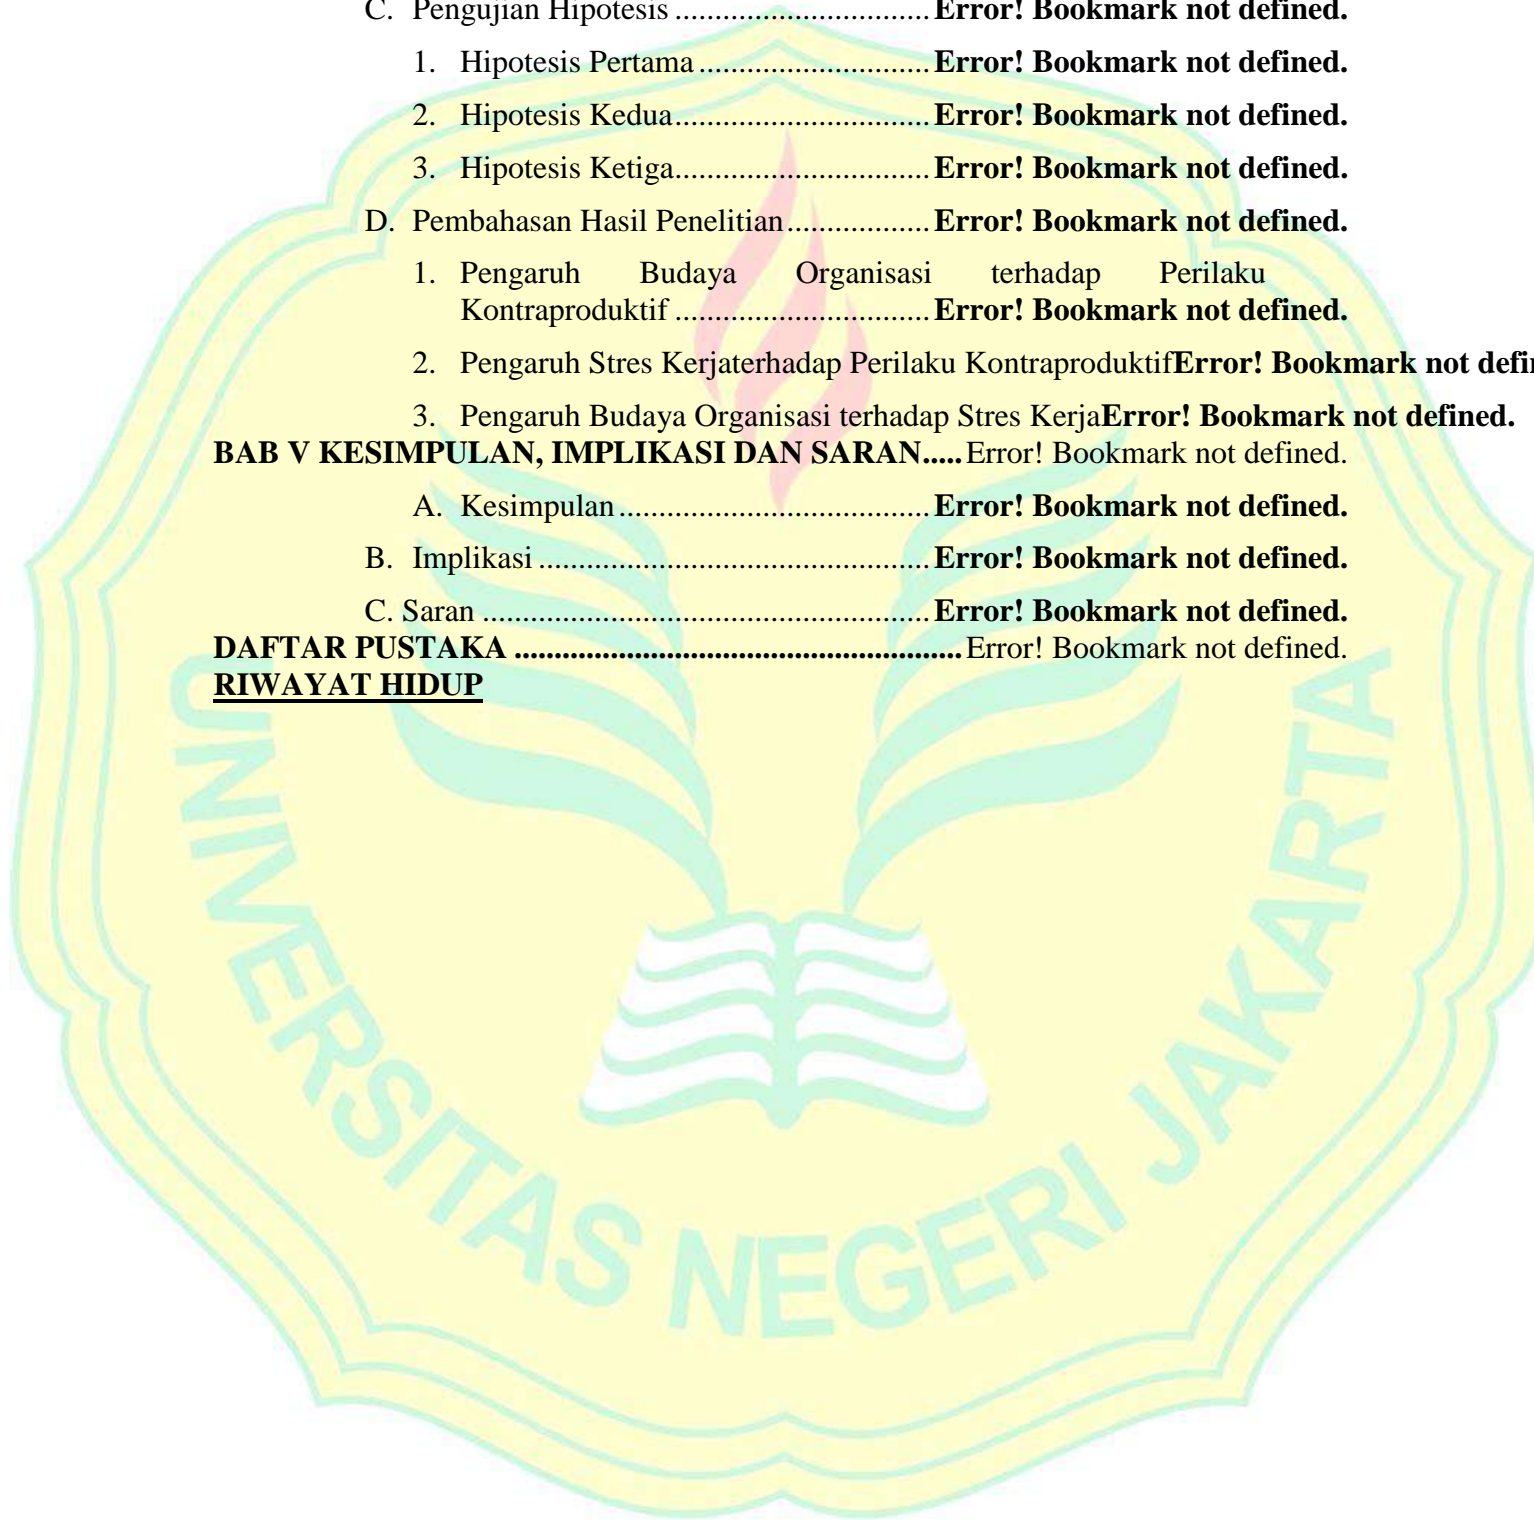 C. Pengujian Hipotesis ................................ Error! Bookmark not defined.
1. Hipotesis Pertama ............................. Error! Bookmark not defined.
2. Hipotesis Kedua................................ Error! Bookmark not defined.
3. Hipotesis Ketiga................................ Error! Bookmark not defined.
D. Pembahasan Hasil Penelitian.................. Error! Bookmark not defined.
1. Pengaruh Budaya Organisasi terhadap Perilaku
Kontraproduktif ................................ Error! Bookmark not defined.
2. Pengaruh Stres Kerjaterhadap Perilaku KontraproduktifError! Bookmark not defin
3. Pengaruh Budaya Organisasi terhadap Stres KerjaError! Bookmark not defined.
BAB V KESIMPULAN, IMPLIKASI DAN SARAN..... Error! Bookmark not defined.
A. Kesimpulan ....................................... Error! Bookmark not defined.
B. Implikasi ................................................. Error! Bookmark not defined.
C. Saran ........................................................ Error! Bookmark not defined.
DAFTAR PUSTAKA ....................................................... Error! Bookmark not defined.
RIWAYAT HIDUP
UNIVERSITAS NEGERI JAKARTA